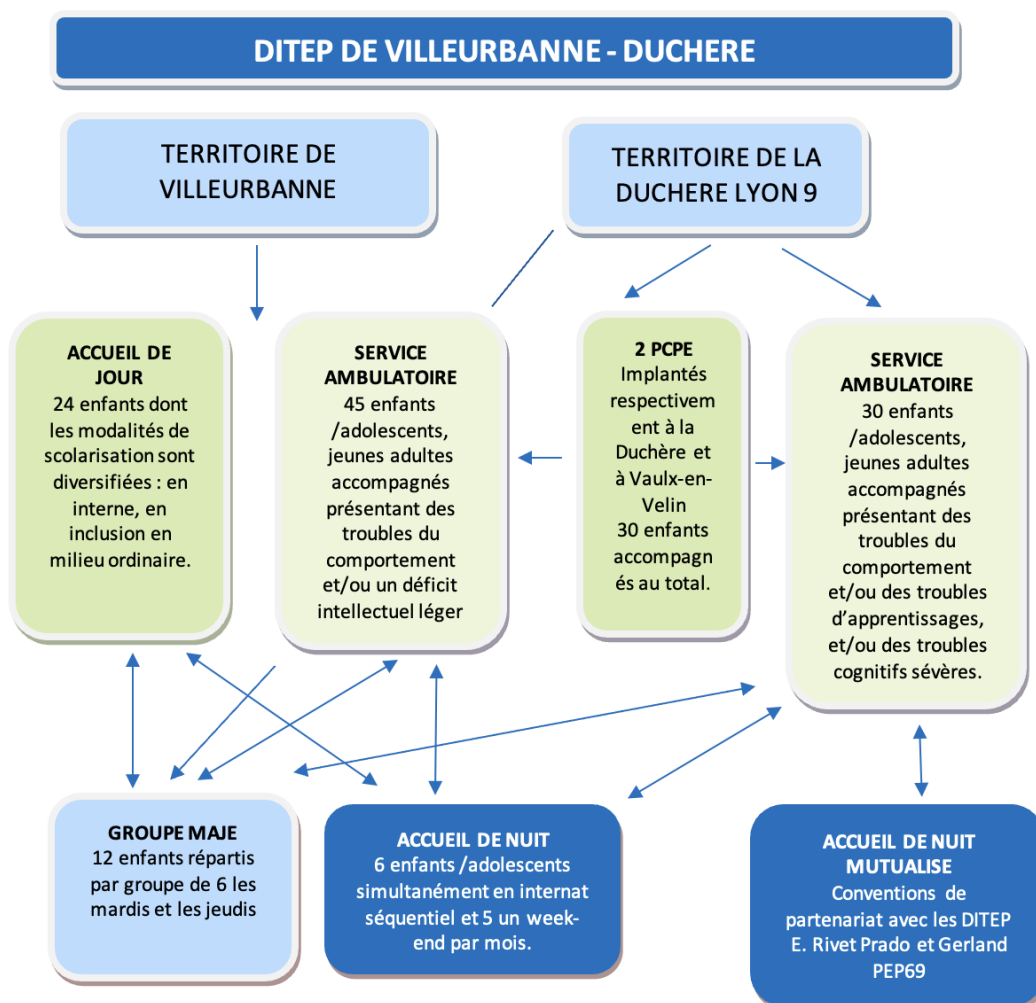 DITEP DE VILLEURBANNE - DUCHERE
TERRITOIRE DE
VILLEURBANNE
TERRITOIRE DE LA
DUCHERE LYON 9
ACCUEIL DE
JOUR
24 enfants dont
les modalités de
scolarisation sont
diversifiées : en
interne, en
inclusion en
milieu ordinaire.
SERVICE
AMBULATOIRE
45 enfants
/adolescents,
jeunes adultes
accompagnés
présentant des
troubles du
comportement
et/ou un déficit
intellectuel léger
2 PCPE
Implantés
respectivem
ent à la
Duchère et
à Vaulx-en-
Velin
30 enfants
accompagn
és au total.
SERVICE
AMBULATOIRE
30 enfants
/adolescents,
jeunes adultes
accompagnés
présentant des
troubles du
comportement
et/ou des troubles
d’apprentissages,
et/ou des troubles
cognitifs sévères.
GROUPE MAJE
12 enfants répartis
par groupe de 6 les
mardis et les jeudis
ACCUEIL DE NUIT
6 enfants /adolescents
simultanément en internat
séquentiel et 5 un week-
end par mois.
ACCUEIL DE NUIT
MUTUALISE
Conventions de
partenariat avec les DITEP
E. Rivet Prado et Gerland
PEP69